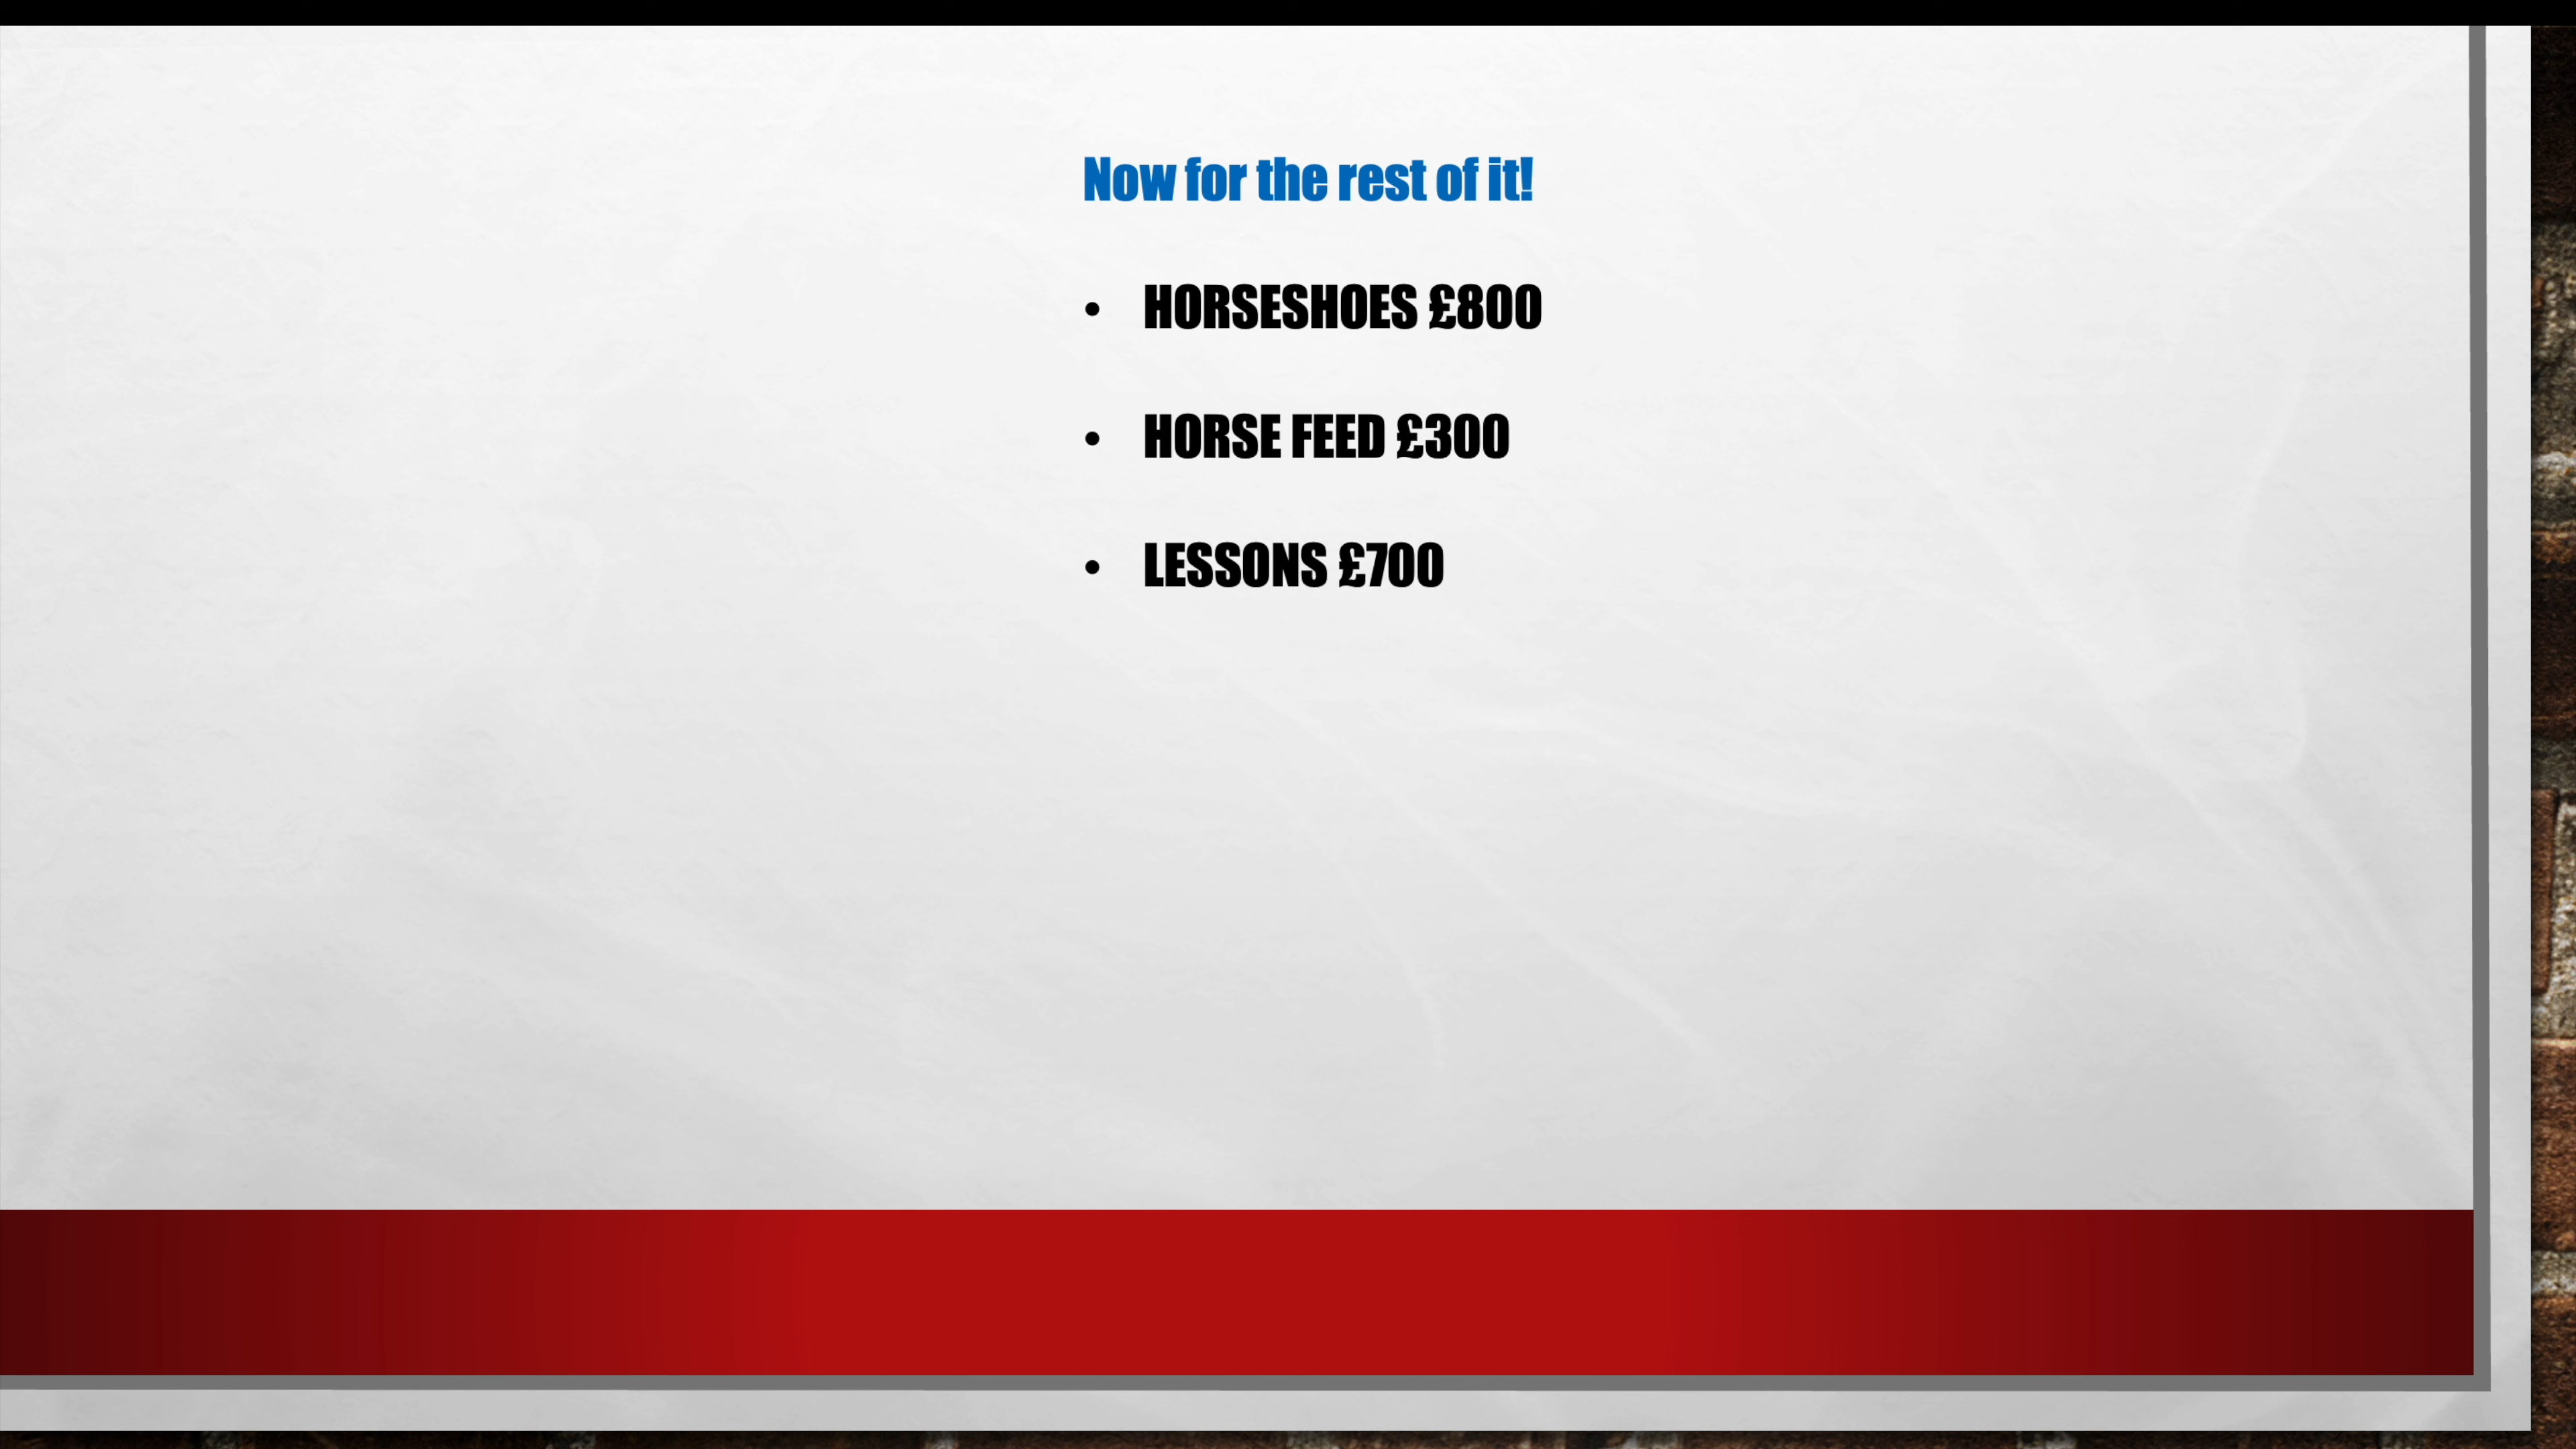 Now for the rest of it!
• HORSESHOES £800
• HORSE FEED £300
• LESSONS £700